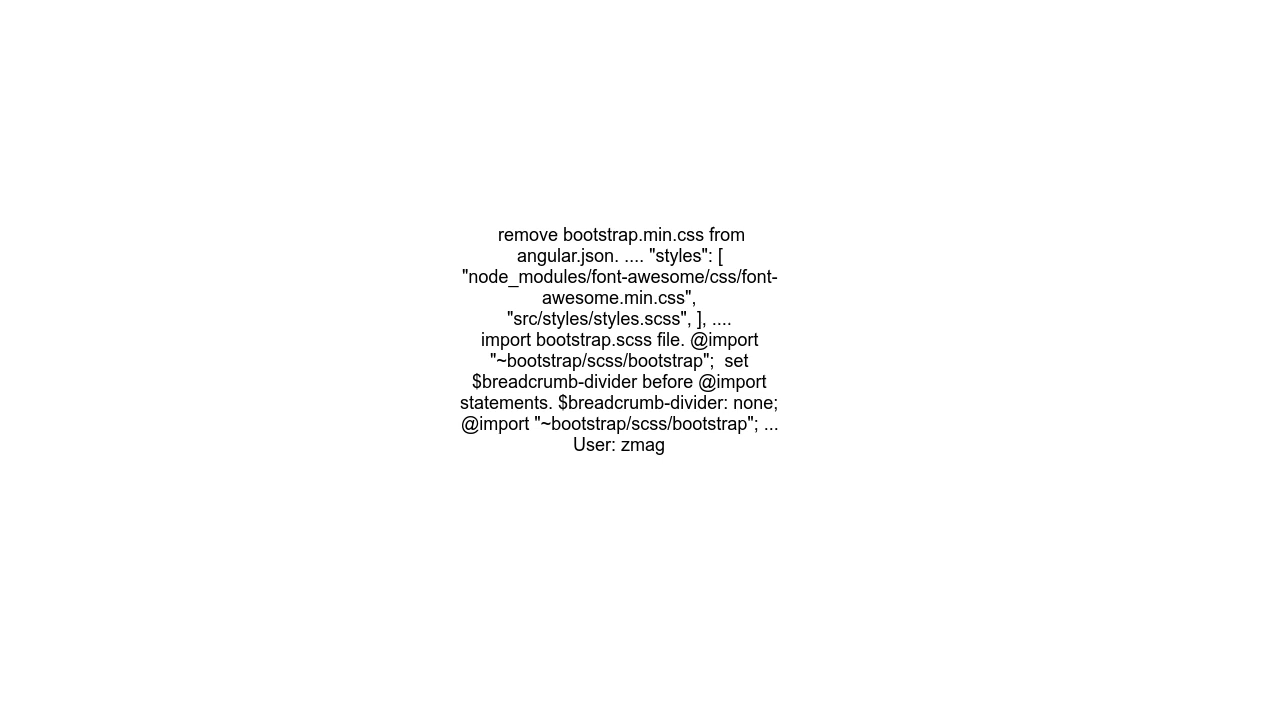 remove bootstrap.min.css from
angular.json. .... "styles": [
"node_modules/font-awesome/css/font-
awesome.min.css",
"src/styles/styles.scss", ], ....
import bootstrap.scss file. @import
"~bootstrap/scss/bootstrap";  set
$breadcrumb-divider before @import
statements. $breadcrumb-divider: none;
@import "~bootstrap/scss/bootstrap"; ...
User: zmag